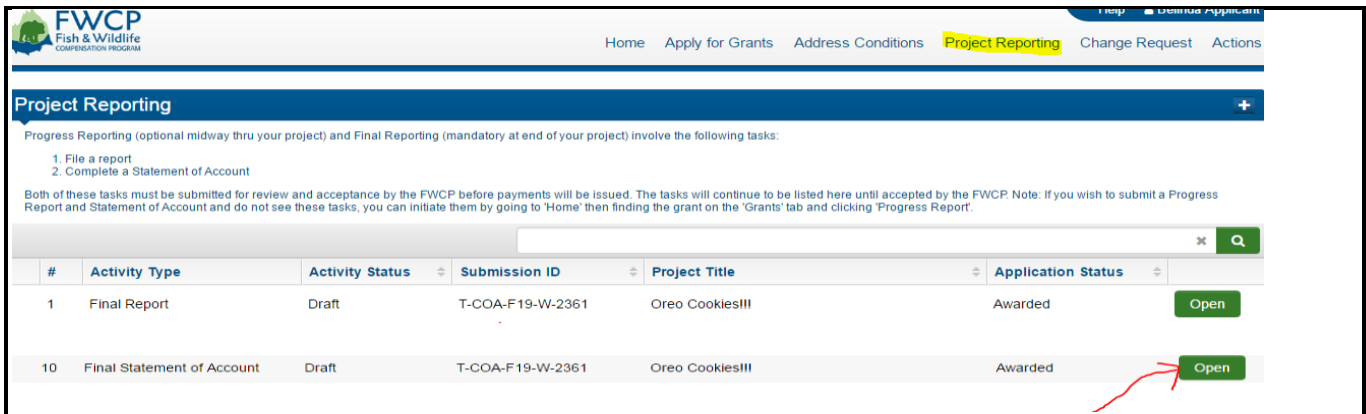 FWCP
Fish & Wildlife
COMPENSATION PROGRAM
Help Belinda Applicant
Home Apply for Grants Address Conditions Project Reporting Change Request Actions
Project Reporting
Progress Reporting (optional midway thru your project) and Final Reporting (mandatory at end of your project) involve the following tasks:
1. File a report
2. Complete a Statement of Account
Both of these tasks must be submitted for review and acceptance by the FWCP before payments will be issued. The tasks will continue to be listed here until accepted by the FWCP. Note: If you wish to submit a Progress
Report and Statement of Account and do not see these tasks, you can initiate them by going to 'Home' then finding the grant on the 'Grants' tab and clicking 'Progress Report'.
# Activity Type Activity Status Submission ID Project Title Application Status
1 Final Report Draft T-COA-F19-W-2361 Oreo Cookies!!! Awarded Open
10 Final Statement of Account Draft T-COA-F19-W-2361 Oreo Cookies!!! Awarded Open